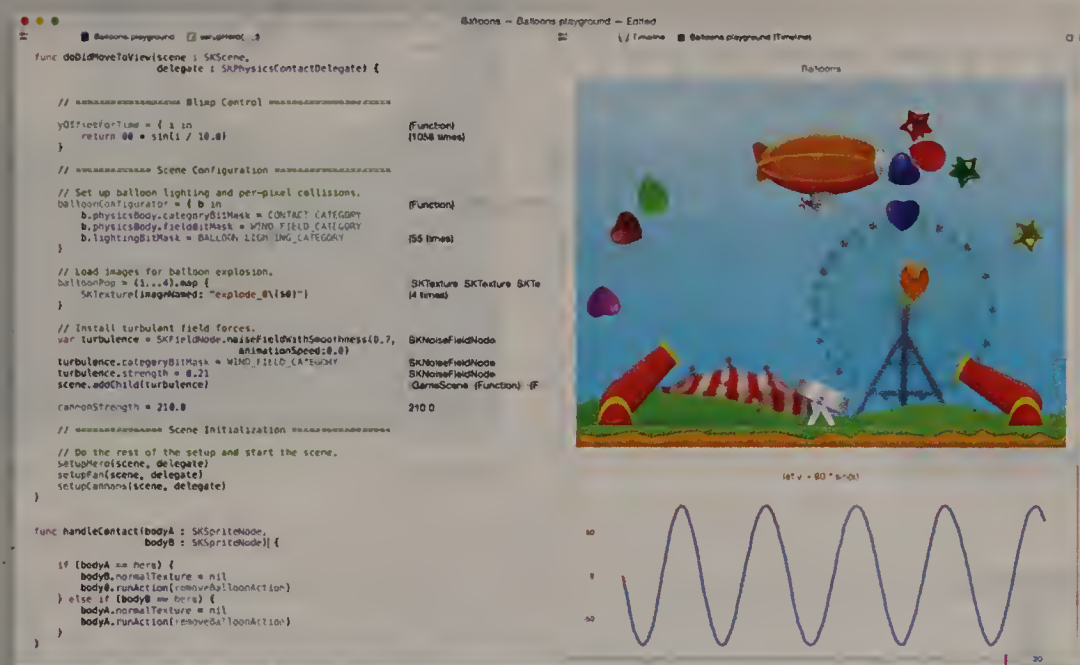 Balloons — Balloons.playground — Edited
Balloons.playground
Timeline
Balloons.playground (Timeline)
Balloons
func doDidMoveToView(scene : SKScene,
delegate : SKPhysicsContactDelegate) {
// Blimp Control
yOffsetForTime = { i in
(Function)
return 80 * sin(i / 10.0)
(1058 times)
}
// Scene Configuration
// Set up balloon lighting and per-pixel collisions.
balloonConfigurator = { b in
(Function)
b.physicsBody.categoryBitMask = CONTACT_CATEGORY
b.physicsBody.fieldBitMask = WIND_FIELD_CATEGORY
b.lightingBitMask = BALLOON_LIGHTING_CATEGORY
(55 times)
}
// Load images for balloon explosion.
balloonPop = (1...4).map {
SKTexture SKTexture SKTe
SKTexture(imageNamed: "explode_0\($0)")
(4 times)
}
// Install turbulent field forces.
var turbulence = SKFieldNode.noiseFieldWithSmoothness(0.7,
SKNoiseFieldNode
animationSpeed:0.8)
turbulence.categoryBitMask = WIND_FIELD_CATEGORY
SKNoiseFieldNode
turbulence.strength = 0.21
SKNoiseFieldNode
scene.addChild(turbulence)
GameScene (Function) (F
cannonStrength = 210.0
210.0
// Scene Initialization
// Do the rest of the setup and start the scene.
setupHero(scene, delegate)
setupFan(scene, delegate)
setupCannons(scene, delegate)
}
func handleContact(bodyA : SKSpriteNode,
bodyB : SKSpriteNode) {
if (bodyA == hero) {
bodyB.normalTexture = nil
bodyB.runAction(removeBalloonAction)
} else if (bodyB == hero) {
bodyA.normalTexture = nil
bodyA.runAction(removeBalloonAction)
}
}
50
0
-50